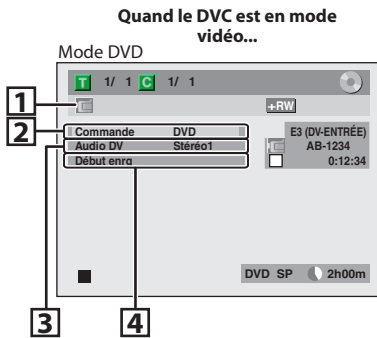 Quand le DVC est en mode
vidéo...
Mode DVD
T 1/ 1 C 1/ 1
1
+RW
2
Commande DVD
E3 (DV-ENTRÉE)
Audio DV Stéréo1
AB-1234
Début enrg
0:12:34
DVD SP 2h00m
3 4